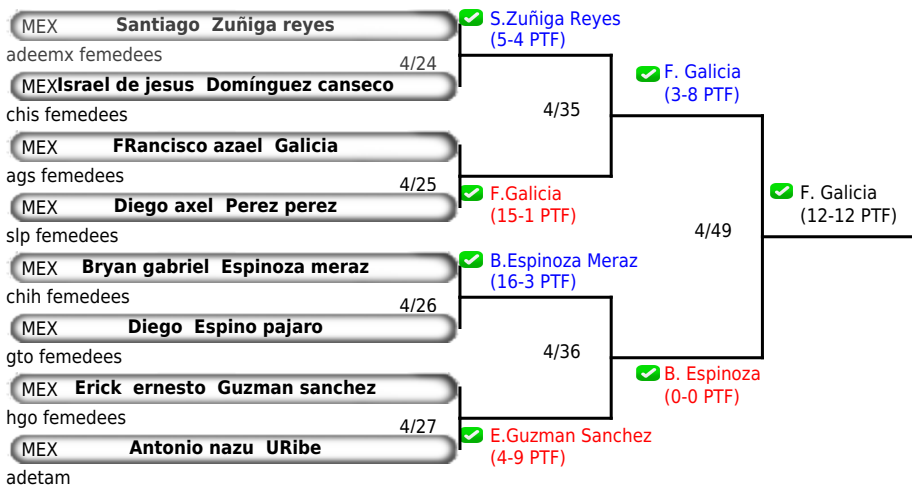 MEX Santiago Zuñiga reyes
adeemx femedees
4/24
MEX Israel de jesus Domínguez canseco
chis femedees
MEX FRancisco azael Galicia
ags femedees
4/25
MEX Diego axel Perez perez
slp femedees
MEX Bryan gabriel Espinoza meraz
chih femedees
4/26
MEX Diego Espino pajaro
gto femedees
MEX Erick ernesto Guzman sanchez
hgo femedees
4/27
MEX Antonio nazu URibe
adetam
S.Zuñiga Reyes
(5-4 PTF)
4/35
F.Galicia
(15-1 PTF)
B.Espinoza Meraz
(16-3 PTF)
4/36
E.Guzman Sanchez
(4-9 PTF)
F. Galicia
(3-8 PTF)
4/49
B. Espinoza
(0-0 PTF)
F. Galicia
(12-12 PTF)